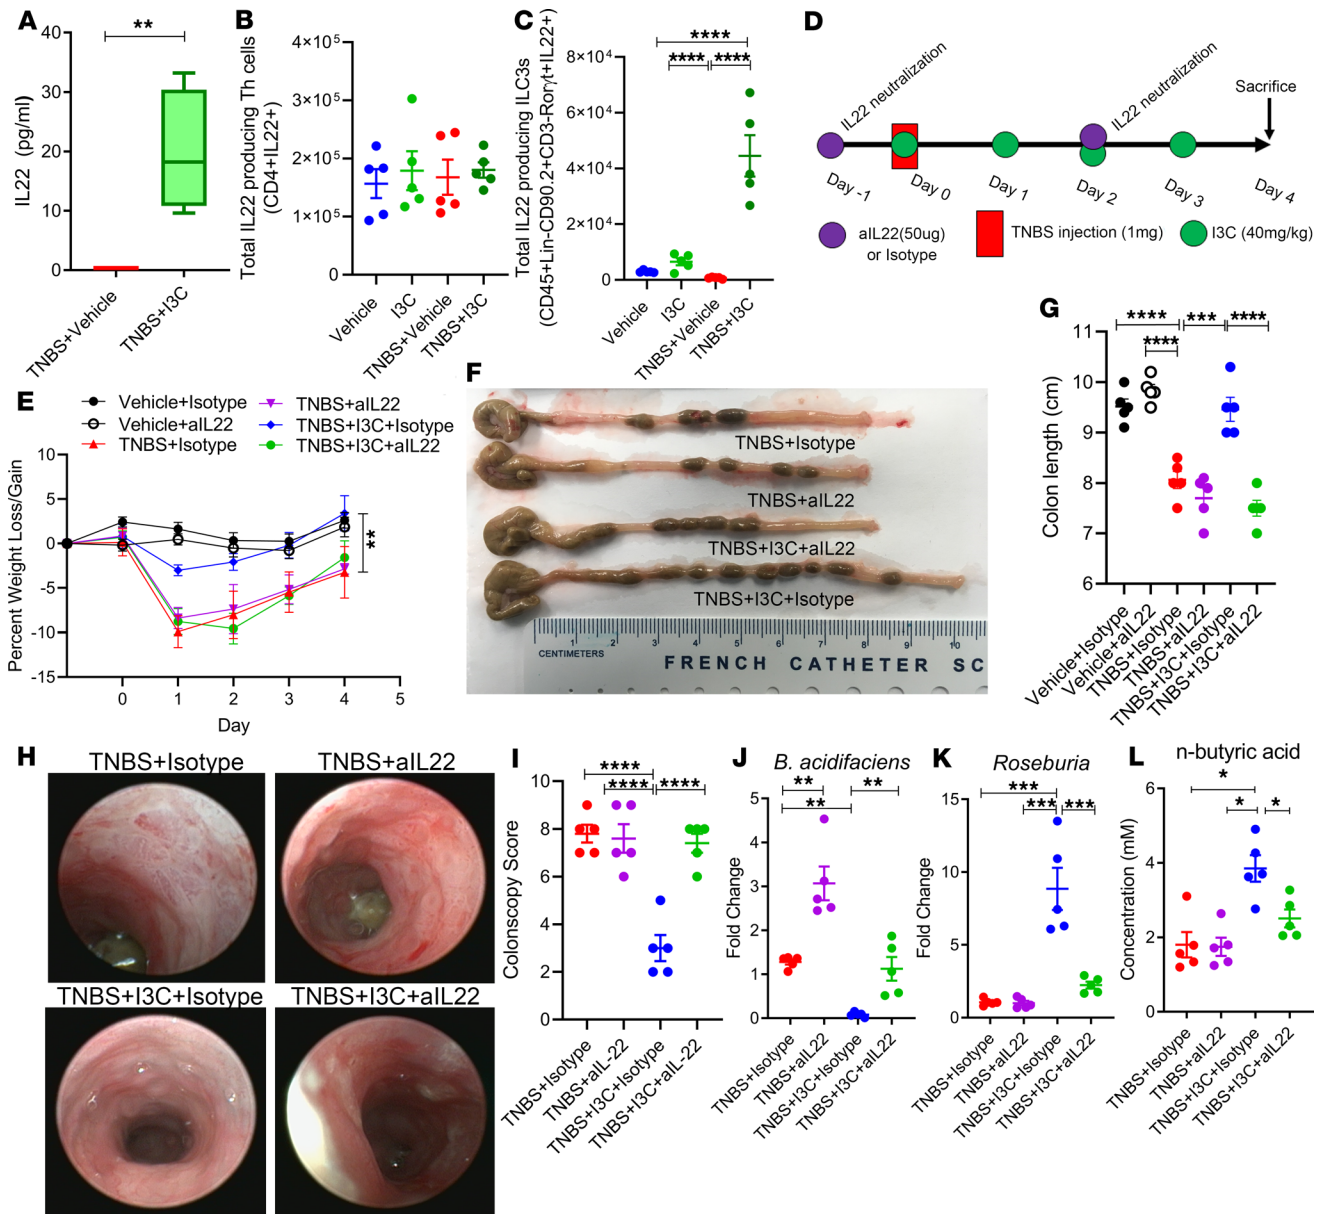 A
**
IL22 (pg/ml)
40
30
20
10
0
TNBS+Vehicle
TNBS+I3C
B
Total IL22 producing Th cells
(CD4+IL22+)
4×10⁵
3×10⁵
2×10⁵
1×10⁵
0
Vehicle
I3C
TNBS+Vehicle
TNBS+I3C
C
****
**** ****
Total IL22 producing ILC3s
(CD45+Lin-CD90.2+CD3-Rorγt+IL22+)
8×10⁴
6×10⁴
4×10⁴
2×10⁴
0
Vehicle
I3C
TNBS+Vehicle
TNBS+I3C
D
IL22 neutralization
IL22 neutralization
Sacrifice
Day -1
Day 0
Day 1
Day 2
Day 3
Day 4
aIL22(50ug)
or Isotype
TNBS injection (1mg)
I3C (40mg/kg)
E
Vehicle+Isotype
Vehicle+aIL22
TNBS+Isotype
TNBS+aIL22
TNBS+I3C+Isotype
TNBS+I3C+aIL22
Percent Weight Loss/Gain
10
5
0
-5
-10
-15
**
0 1 2 3 4 5
Day
F
TNBS+Isotype
TNBS+aIL22
TNBS+I3C+aIL22
TNBS+I3C+Isotype
1 2 3 4 5 6 7 8 9 10
CENTIMETERS
FRENCH CATHETER SC
G
**** *** ****
****
Colon length (cm)
11
10
9
8
7
6
Vehicle+Isotype
Vehicle+aIL22
TNBS+Isotype
TNBS+aIL22
TNBS+I3C+Isotype
TNBS+I3C+aIL22
H
TNBS+Isotype
TNBS+aIL22
TNBS+I3C+Isotype
TNBS+I3C+aIL22
I
****
**** ****
Colonscopy Score
10
8
6
4
2
0
TNBS+Isotype
TNBS+aIL-22
TNBS+I3C+Isotype
TNBS+I3C+aIL-22
J
B. acidifaciens
** **
**
Fold Change
5
4
3
2
1
0
TNBS+Isotype
TNBS+aIL22
TNBS+I3C+Isotype
TNBS+I3C+aIL22
K
Roseburia
***
*** ***
Fold Change
15
10
5
0
TNBS+Isotype
TNBS+aIL22
TNBS+I3C+Isotype
TNBS+I3C+aIL22
L
n-butyric acid
*
* *
Concentration (mM)
6
4
2
0
TNBS+Isotype
TNBS+aIL22
TNBS+I3C+Isotype
TNBS+I3C+aIL22